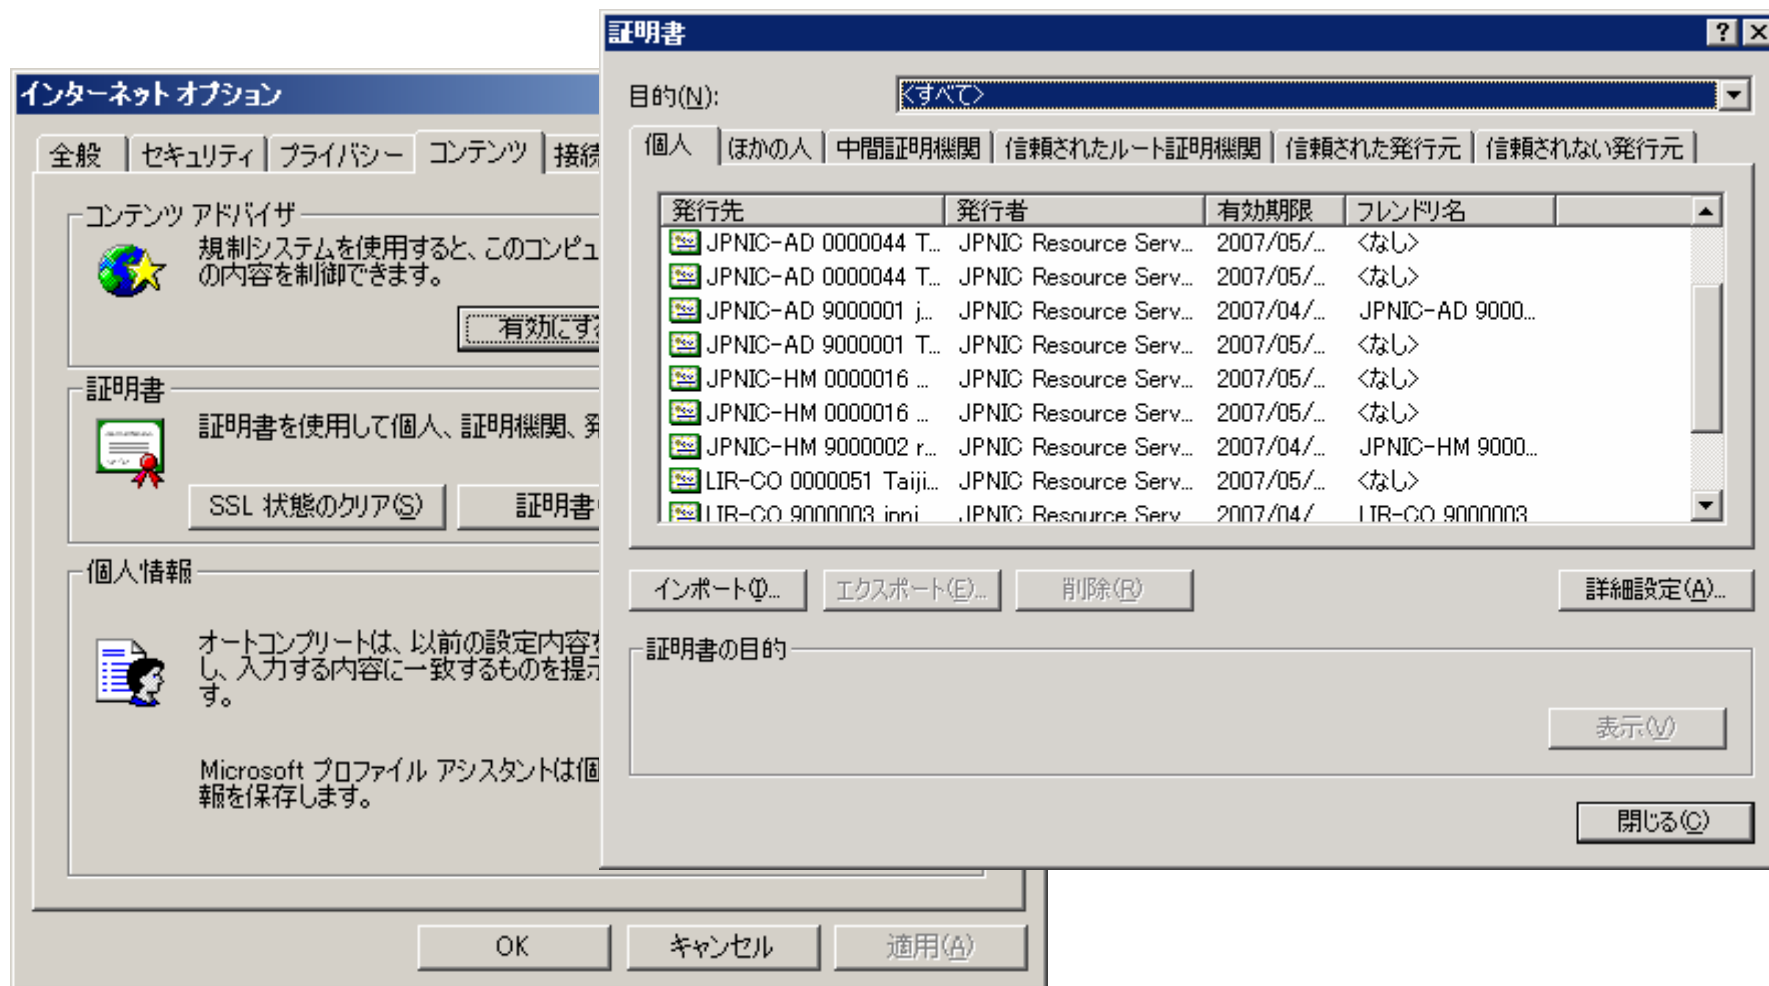 インターネット オプション
全般
セキュリティ
プライバシー
コンテンツ
接続
コンテンツ アドバイザ
規制システムを使用すると、このコンピュ
の内容を制御できます。
有効にする
証明書
証明書を使用して個人、証明機関、発
SSL 状態のクリア(S)
証明書(
個人情報
オートコンプリートは、以前の設定内容を
し、入力する内容に一致するものを提示
す。
Microsoft プロファイル アシスタントは個
報を保存します。
OK
キャンセル
適用(A)
証明書
目的(N):
<すべて>
個人
ほかの人
中間証明機関
信頼されたルート証明機関
信頼された発行元
信頼されない発行元
発行先 発行者 有効期限 フレンドリ名
JPNIC-AD 0000044 T... JPNIC Resource Serv... 2007/05/... <なし>
JPNIC-AD 0000044 T... JPNIC Resource Serv... 2007/05/... <なし>
JPNIC-AD 9000001 j... JPNIC Resource Serv... 2007/04/... JPNIC-AD 9000...
JPNIC-AD 9000001 T... JPNIC Resource Serv... 2007/05/... <なし>
JPNIC-HM 0000016 ... JPNIC Resource Serv... 2007/05/... <なし>
JPNIC-HM 0000016 ... JPNIC Resource Serv... 2007/05/... <なし>
JPNIC-HM 9000002 r... JPNIC Resource Serv... 2007/04/... JPNIC-HM 9000...
LIR-CO 0000051 Taiji... JPNIC Resource Serv... 2007/05/... <なし>
LIR-CO 9000003 JPNIC Resource Serv 2007/04/ LIR-CO 9000003
インポート(I)...
エクスポート(E)...
削除(R)
詳細設定(A)...
証明書の目的
表示(V)
閉じる(C)